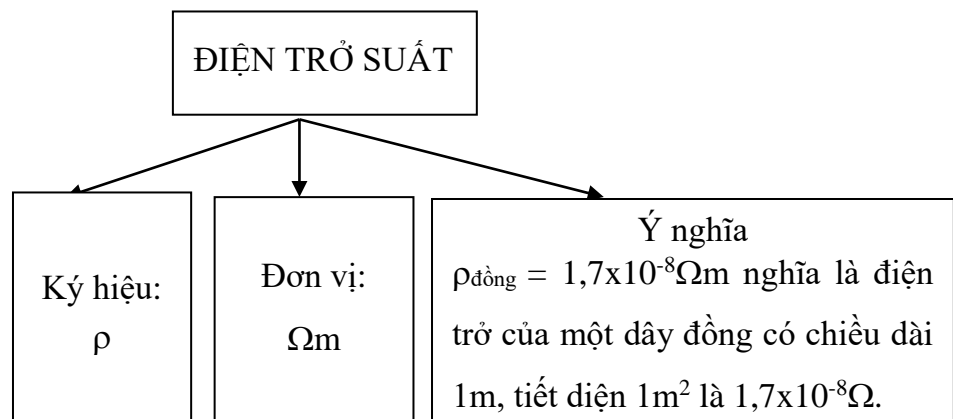 ĐIỆN TRỞ SUẤT
Ký hiệu:
ρ
Đơn vị:
Ωm
Ý nghĩa
ρđồng = 1,7x10⁻⁸Ωm nghĩa là điện
trở của một dây đồng có chiều dài
1m, tiết diện 1m² là 1,7x10⁻⁸Ω.